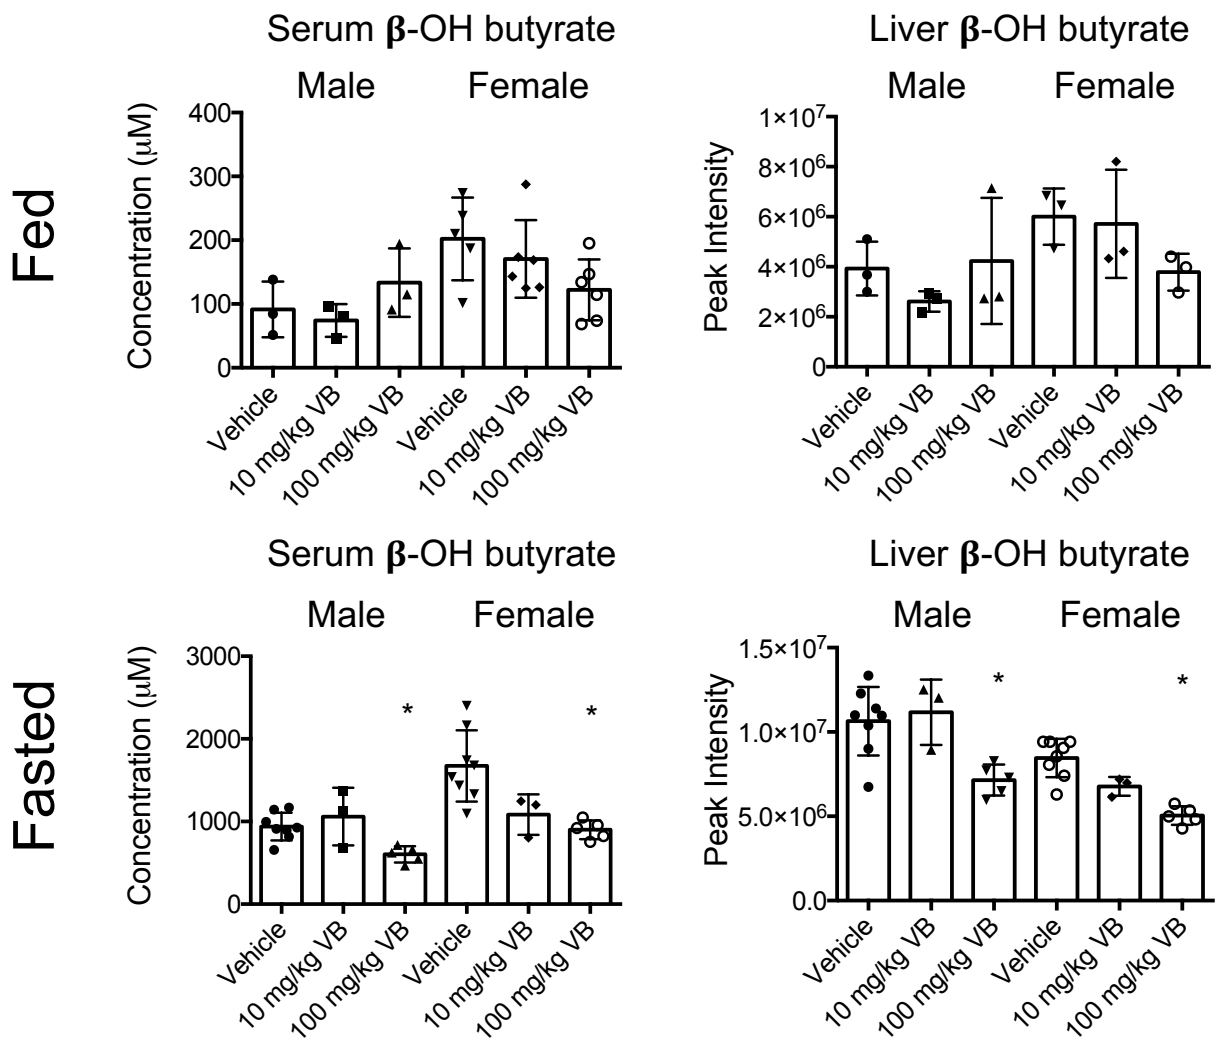 Fed
Serum β-OH butyrate
Male Female
Concentration (μM)
400
300
200
100
0
Vehicle
10 mg/kg VB
100 mg/kg VB
Vehicle
10 mg/kg VB
100 mg/kg VB
Liver β-OH butyrate
Male Female
Peak Intensity
1×10⁷
8×10⁶
6×10⁶
4×10⁶
2×10⁶
0
Vehicle
10 mg/kg VB
100 mg/kg VB
Vehicle
10 mg/kg VB
100 mg/kg VB
Fasted
Serum β-OH butyrate
Male Female
Concentration (μM)
3000
2000
1000
0
*
*
Vehicle
10 mg/kg VB
100 mg/kg VB
Vehicle
10 mg/kg VB
100 mg/kg VB
Liver β-OH butyrate
Male Female
Peak Intensity
1.5×10⁷
1.0×10⁷
5.0×10⁶
0.0
*
*
Vehicle
10 mg/kg VB
100 mg/kg VB
Vehicle
10 mg/kg VB
100 mg/kg VB